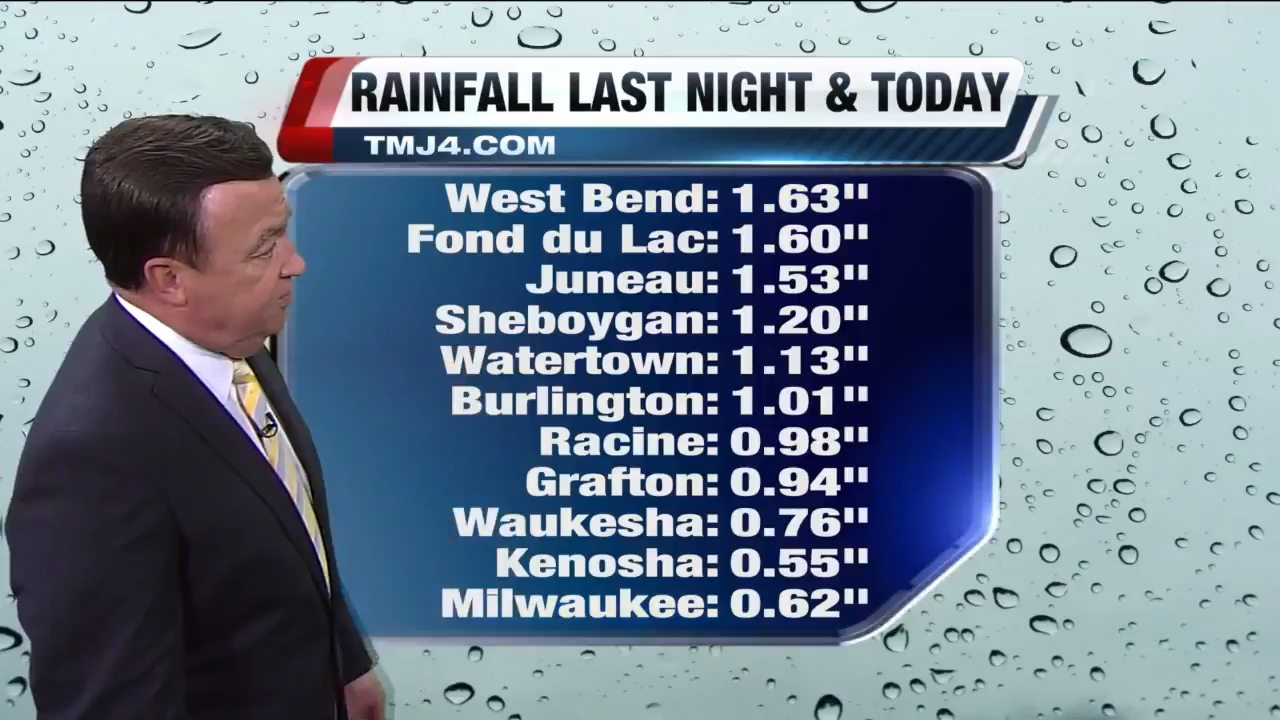 RAINFALL LAST NIGHT & TODAY
TMJ4.COM
West Bend: 1.63"
Fond du Lac: 1.60"
Juneau: 1.53"
Sheboygan: 1.20"
Watertown: 1.13"
Burlington: 1.01"
Racine: 0.98"
Grafton: 0.94"
Waukesha: 0.76"
Kenosha: 0.55"
Milwaukee: 0.62"